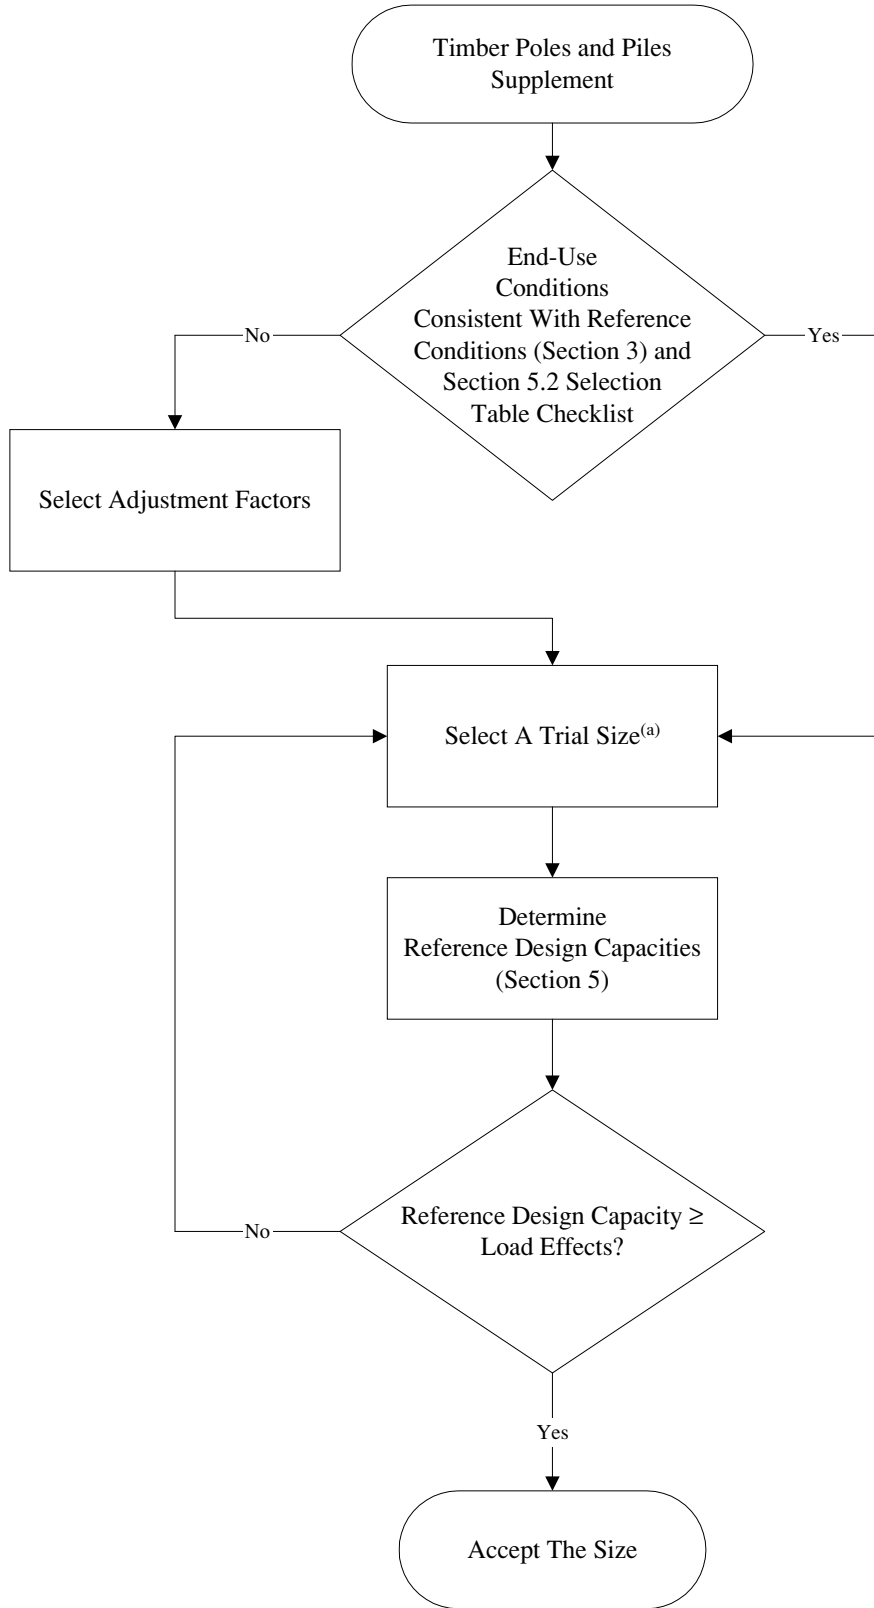 Timber Poles and Piles
Supplement
End-Use
Conditions
Consistent With Reference
Conditions (Section 3) and
Section 5.2 Selection
Table Checklist
No
Yes
Select Adjustment Factors
Select A Trial Size(a)
Determine
Reference Design Capacities
(Section 5)
Reference Design Capacity ≥
Load Effects?
No
Yes
Accept The Size